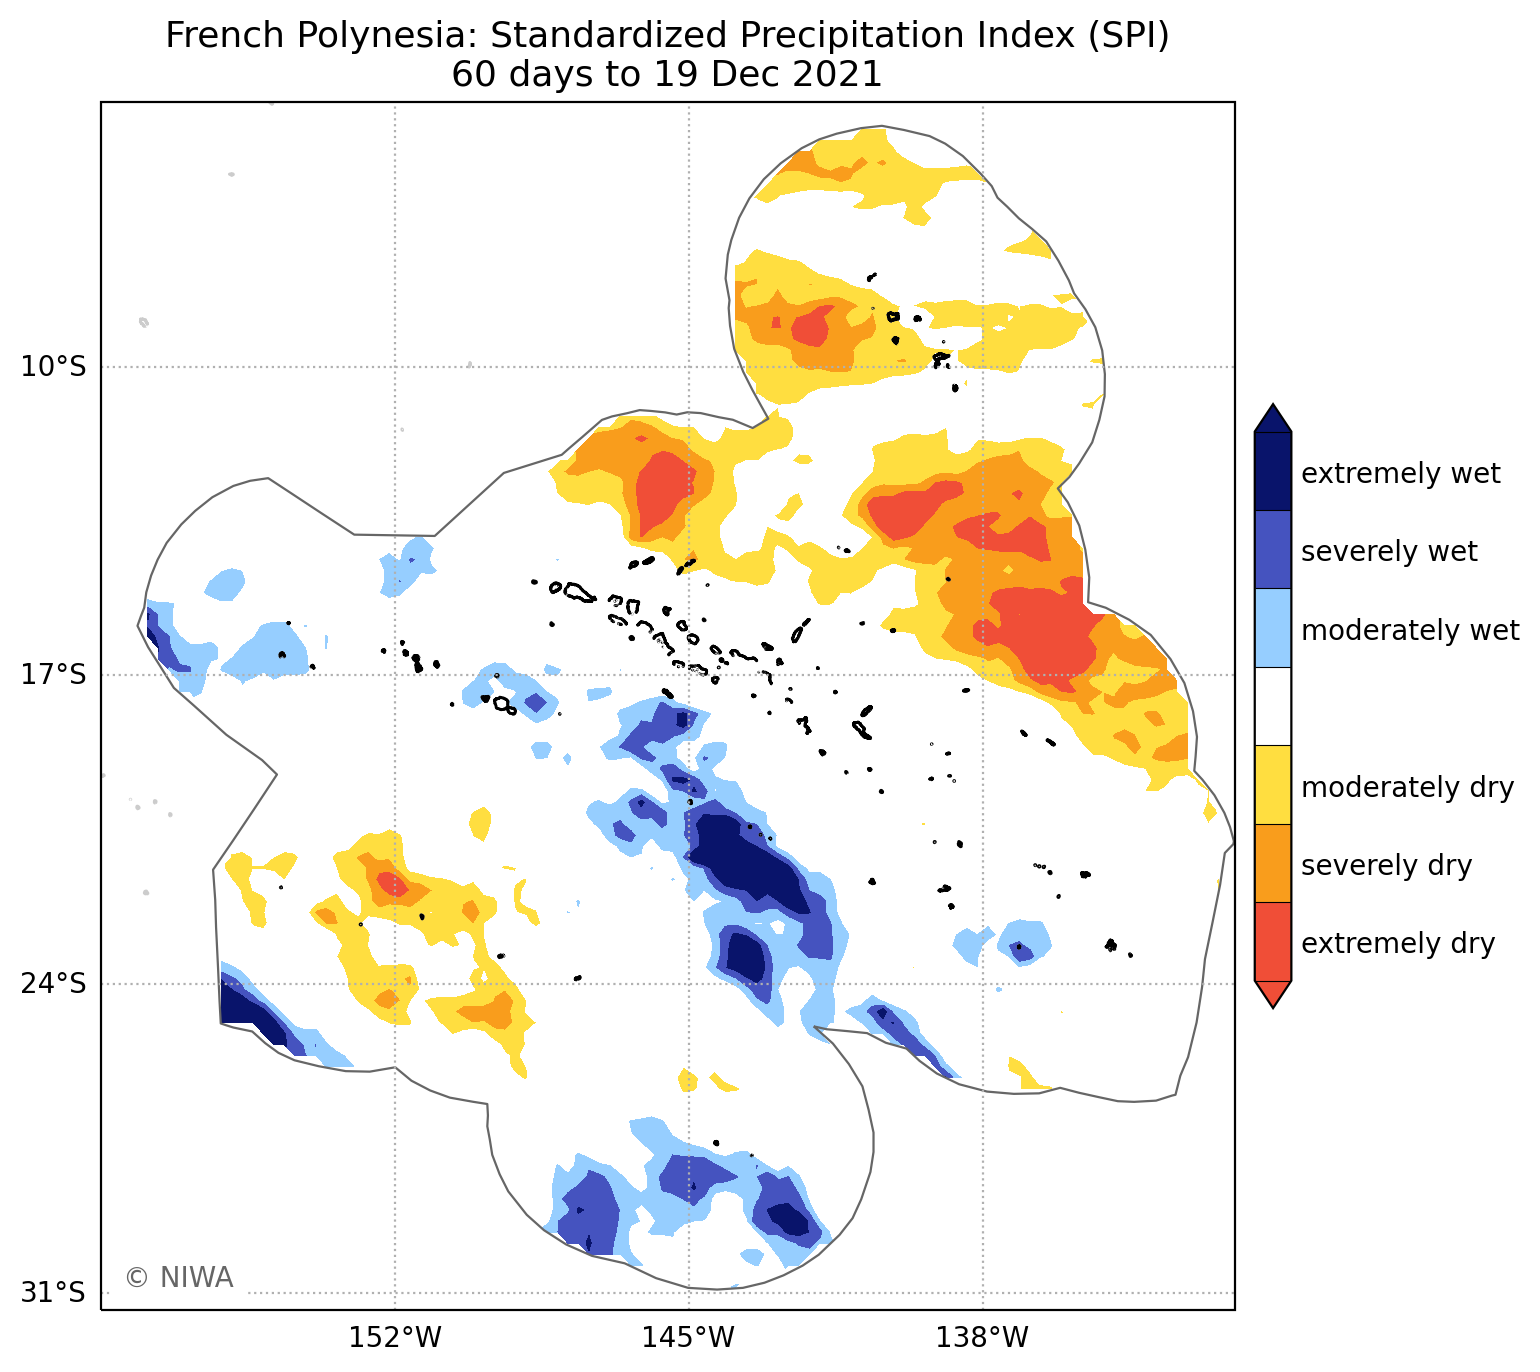 French Polynesia: Standardized Precipitation Index (SPI)
60 days to 19 Dec 2021
10°S
17°S
24°S
31°S
152°W
145°W
138°W
extremely wet
severely wet
moderately wet
moderately dry
severely dry
extremely dry
© NIWA